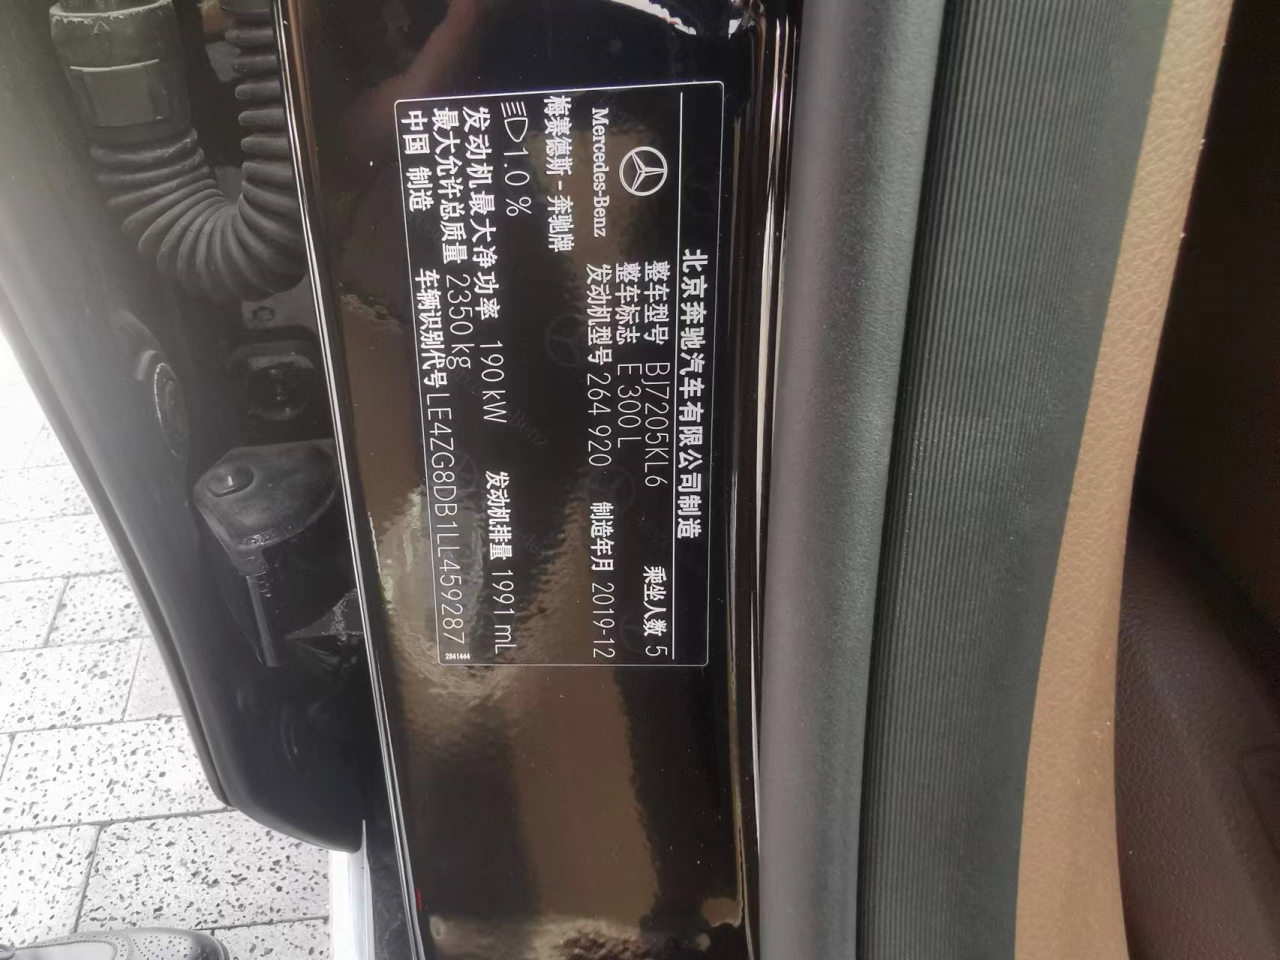 北京奔驰汽车有限公司制造
整车型号 BJ7205KL6 乘坐人数 5
整车标志 E 300 L
Mercedes-Benz 发动机型号 264 920 制造年月 2019-12
梅赛德斯-奔驰牌
1.0 %
发动机最大净功率 190 kW 发动机排量 1991 mL
最大允许总质量 2350 kg
中国 制造 车辆识别代号 LE4ZG8DB1LL459287
2841444